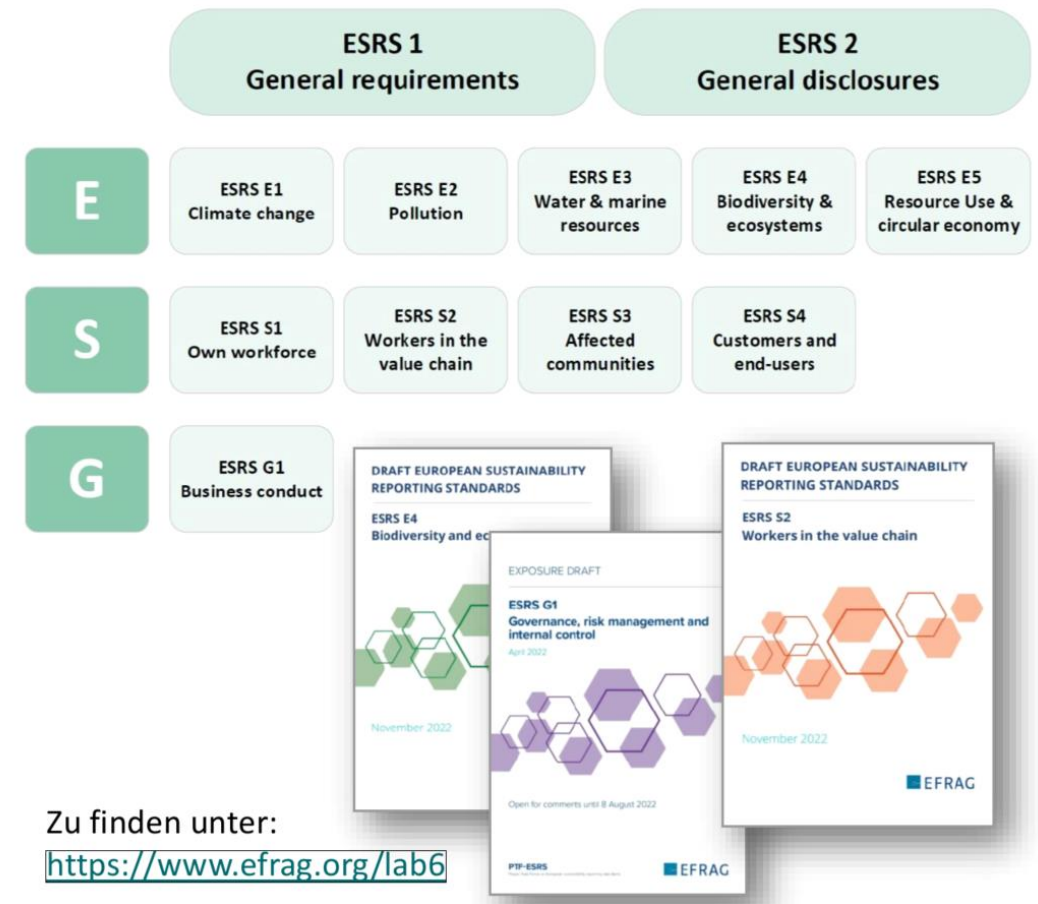 ESRS 1
General requirements
ESRS 2
General disclosures
E
ESRS E1
Climate change
ESRS E2
Pollution
ESRS E3
Water & marine
resources
ESRS E4
Biodiversity &
ecosystems
ESRS E5
Resource Use &
circular economy
S
ESRS S1
Own workforce
ESRS S2
Workers in the
value chain
ESRS S3
Affected
communities
ESRS S4
Customers and
end-users
G
ESRS G1
Business conduct
DRAFT EUROPEAN SUSTAINABILITY
REPORTING STANDARDS
ESRS E4
Biodiversity and ec
November 2022
EXPOSURE DRAFT
ESRS G1
Governance, risk management and
internal control
April 2022
Open for comments until 8 August 2022
PTF-ESRS
EFRAG
DRAFT EUROPEAN SUSTAINABILITY
REPORTING STANDARDS
ESRS S2
Workers in the value chain
November 2022
EFRAG
Zu finden unter:
https://www.efrag.org/lab6